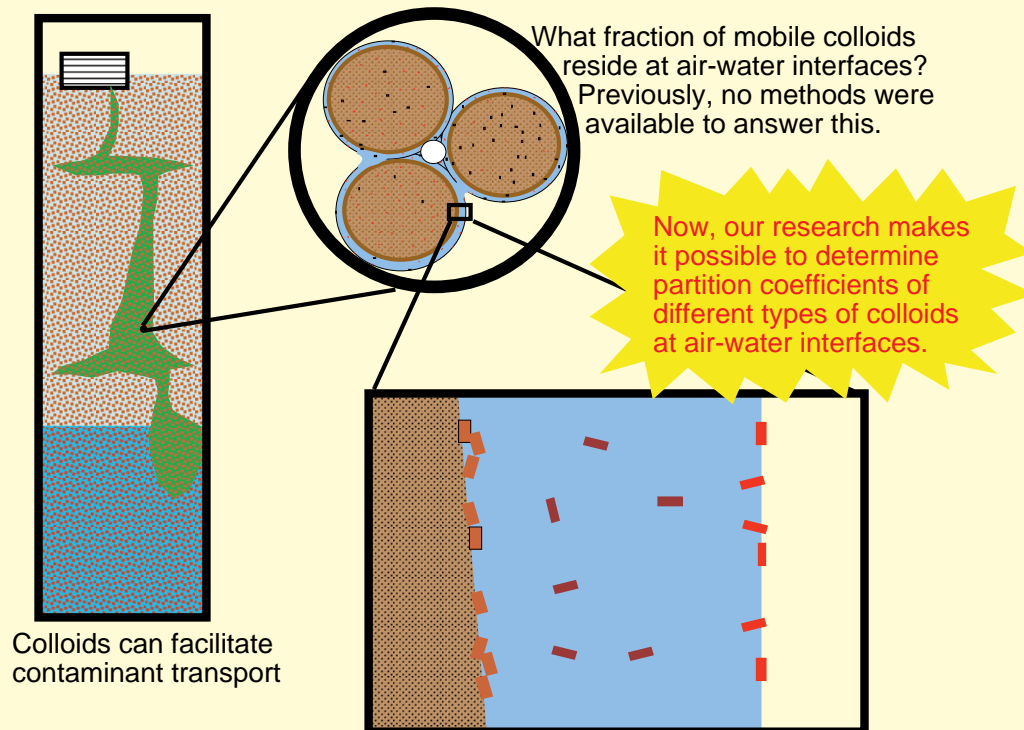 What fraction of mobile colloids
reside at air-water interfaces?
Previously, no methods were
available to answer this.
Now, our research makes
it possible to determine
partition coefficients of
different types of colloids
at air-water interfaces.
Colloids can facilitate
contaminant transport